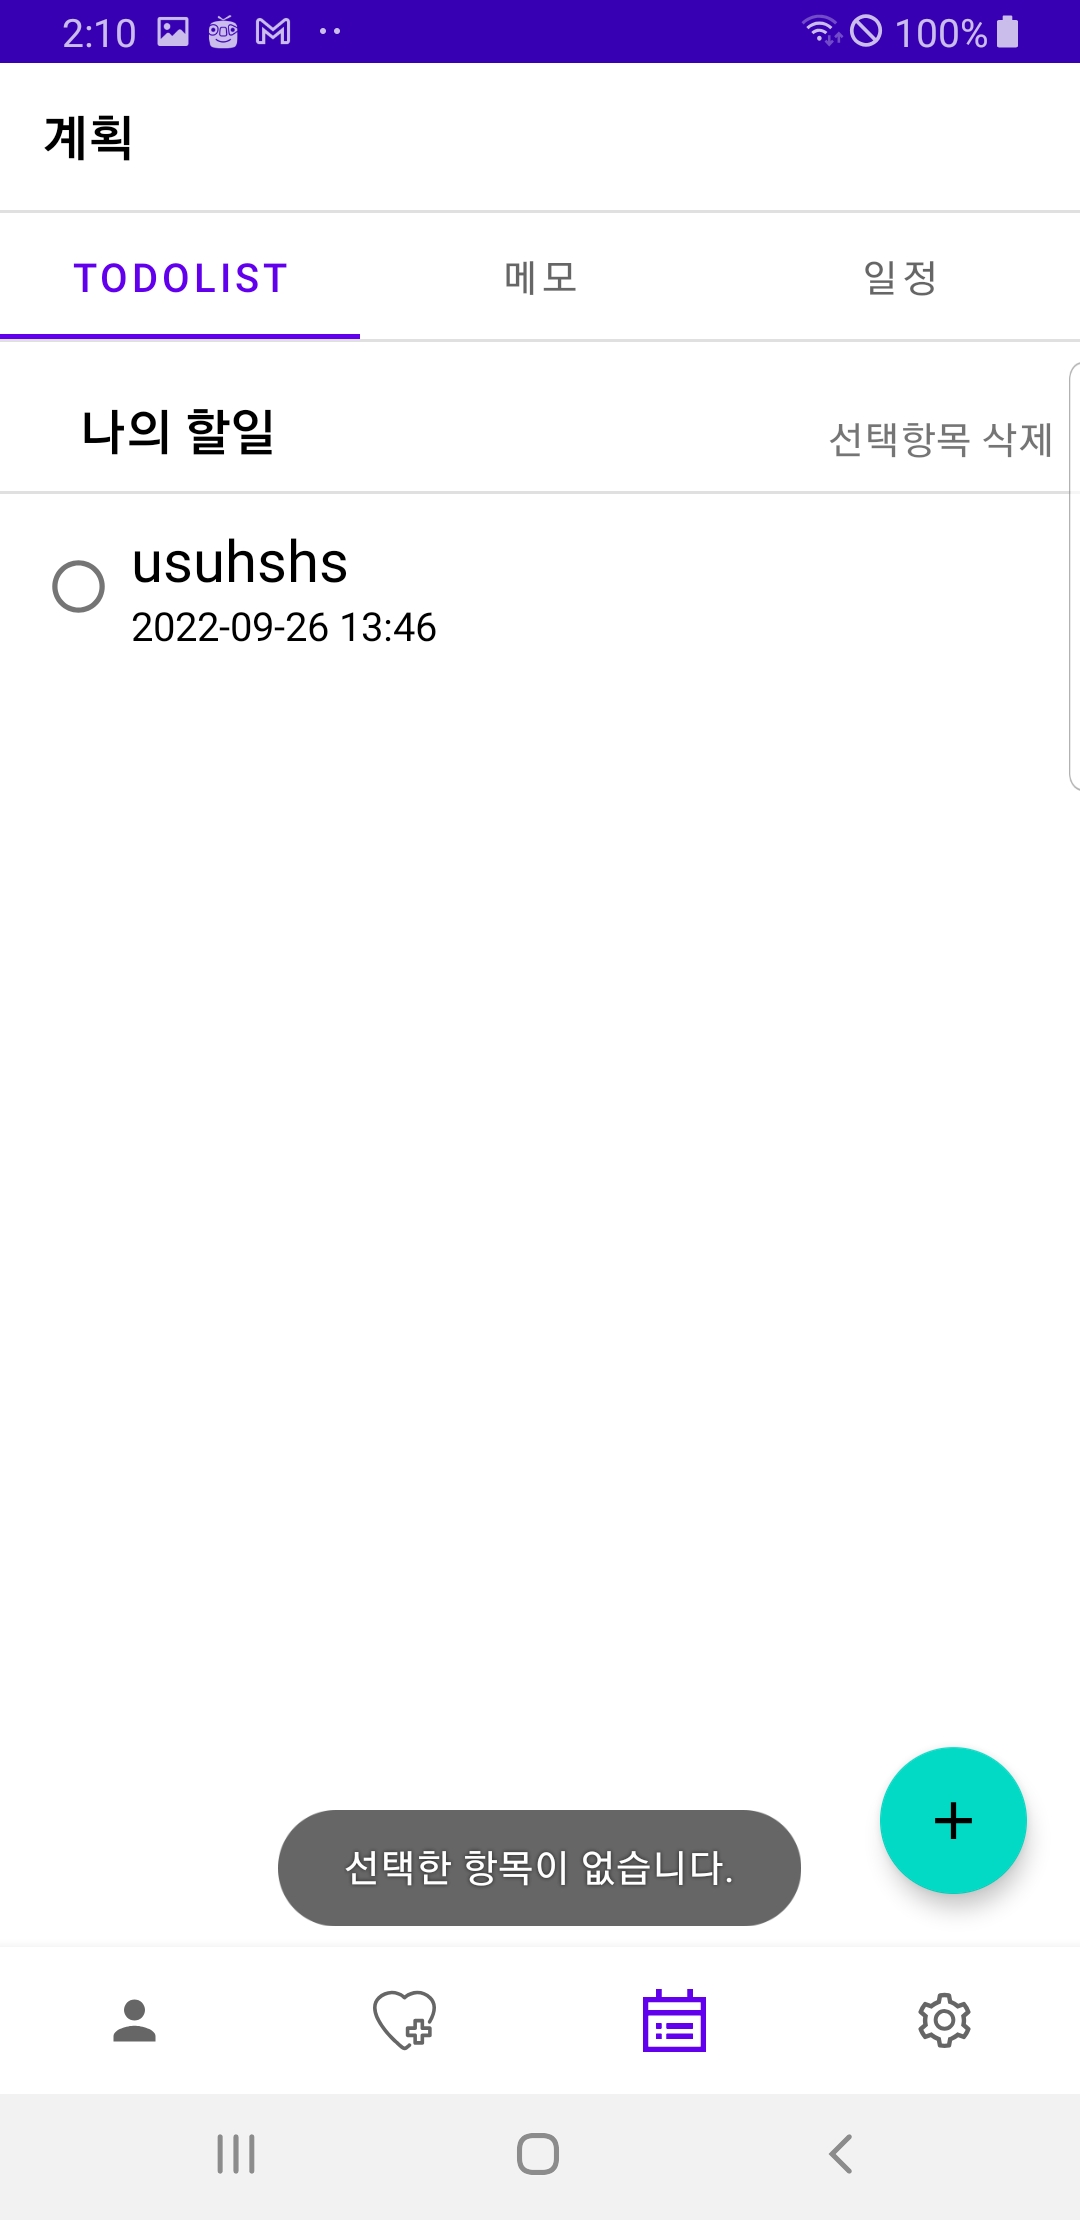 2:10 100%
계획
TODOLIST 메모 일정
나의 할일 선택항목 삭제
usuhshs
2022-09-26 13:46
선택한 항목이 없습니다.